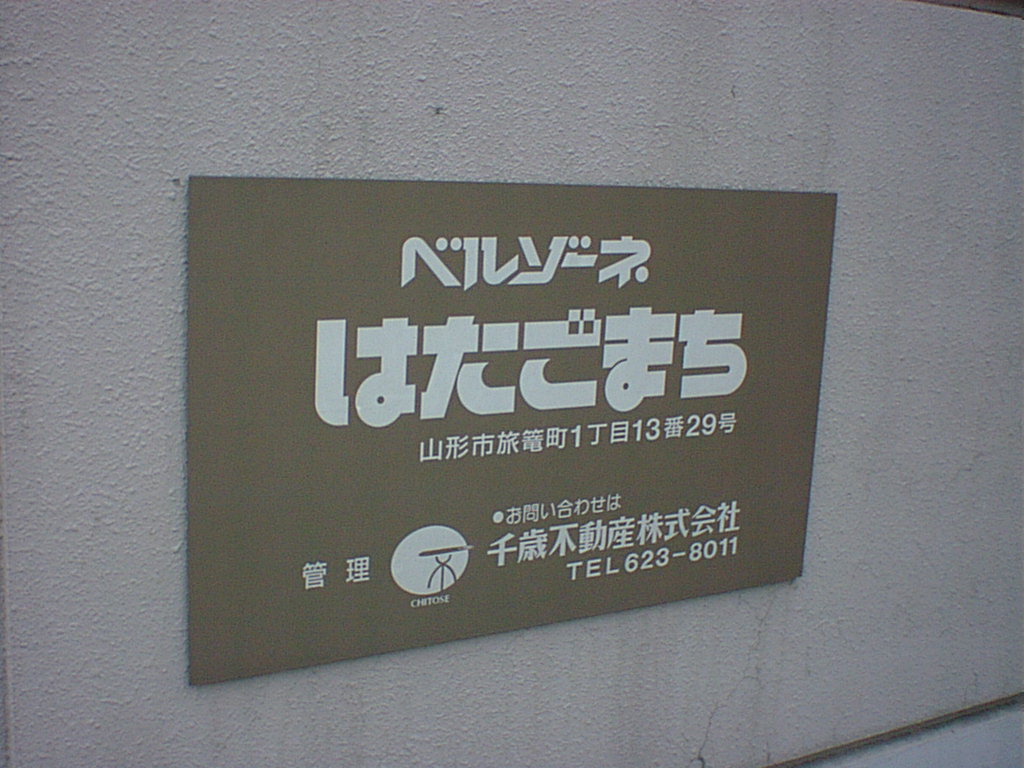 ベルゾーネ
はたごまち
山形市旅篭町1丁目13番29号
●お問い合わせは
管理
千歳不動産株式会社
TEL623-8011
CHITOSE